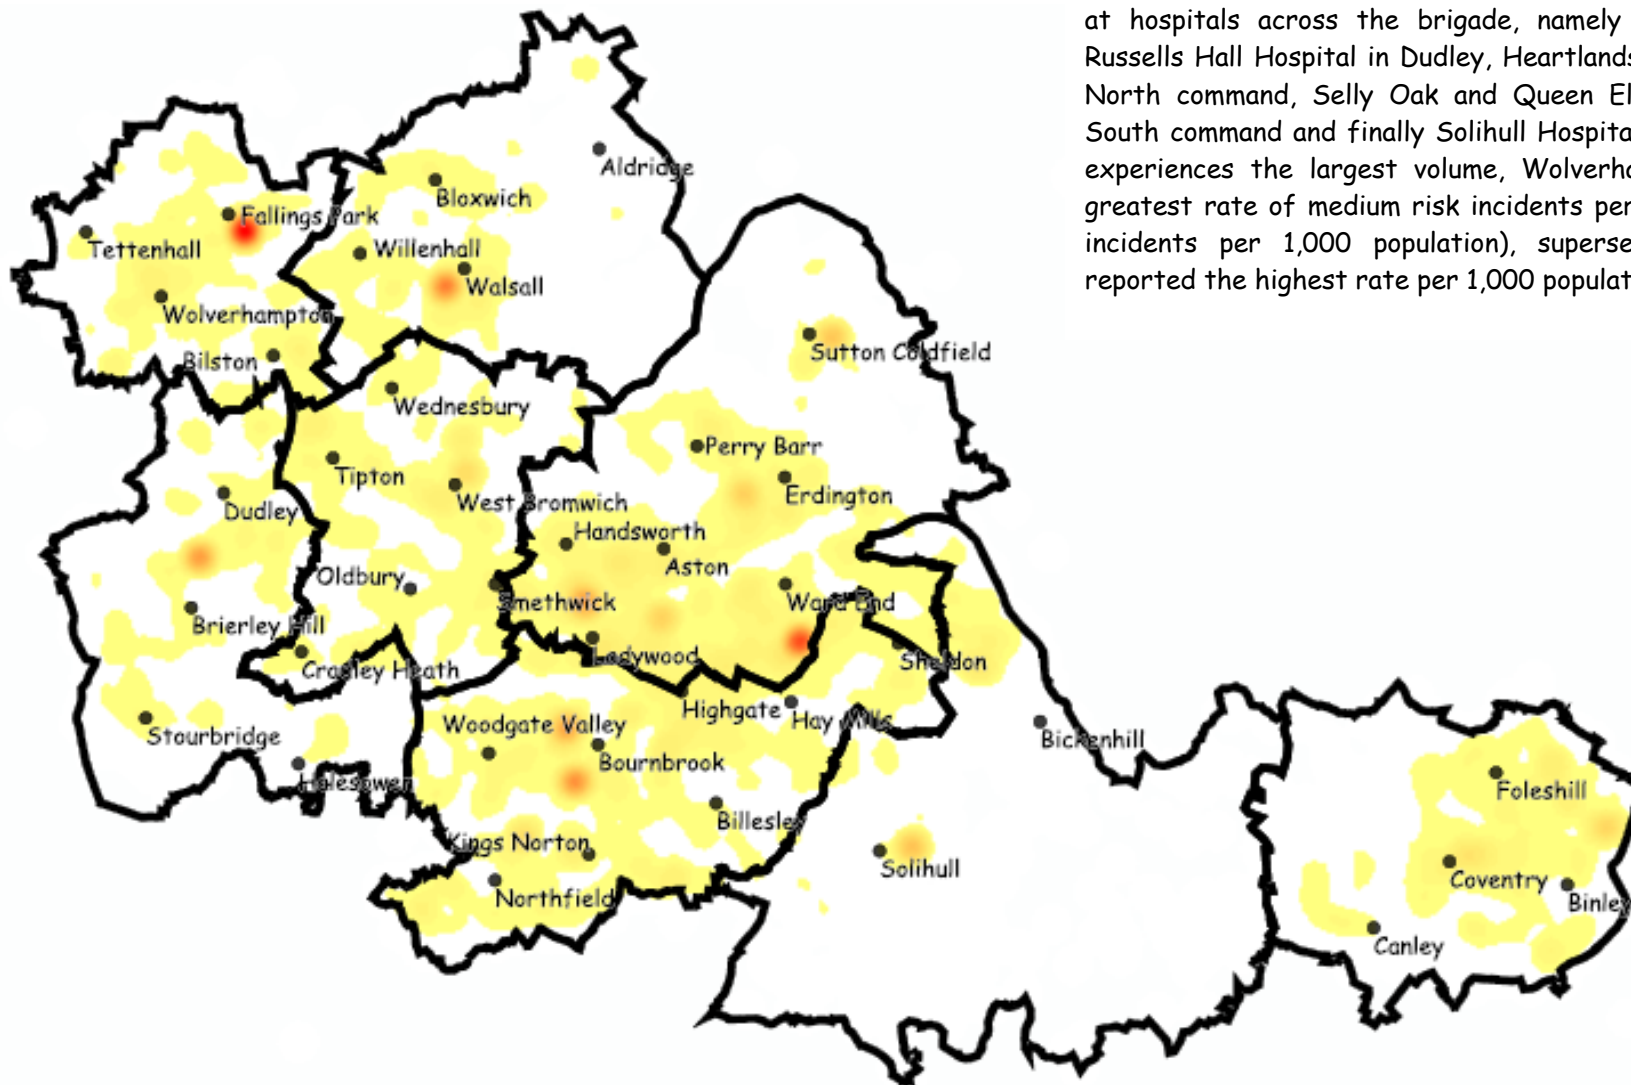 at hospitals across the brigade, namely
Russells Hall Hospital in Dudley, Heartlands
North command, Selly Oak and Queen El
South command and finally Solihull Hospita
experiences the largest volume, Wolverha
greatest rate of medium risk incidents per
incidents per 1,000 population), superse
reported the highest rate per 1,000 populat
Aldridge
Bloxwich
Fallings Park
Tettenhall
Willenhall
Walsall
Wolverhampton
Bilston
Sutton Coldfield
Wednesbury
Perry Barr
Tipton
Erdington
West Bromwich
Dudley
Handsworth
Aston
Oldbury
Smethwick
Ward End
Brierley Hill
Ladywood
Sheldon
Cradley Heath
Highgate
Hay Mills
Woodgate Valley
Stourbridge
Bickenhill
Bournbrook
Halesowen
Foleshill
Billesley
Kings Norton
Solihull
Coventry
Northfield
Binley
Canley